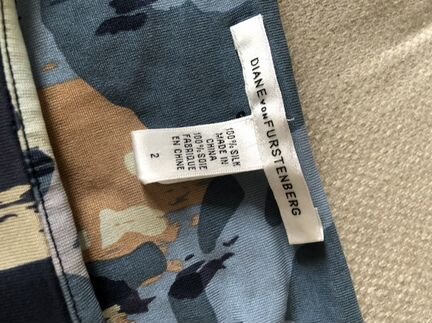 DIANE VON FURSTENBERG
100% SILK
MADE IN
CHINA
100% SOIE
FABRIQUE
EN CHINE
2